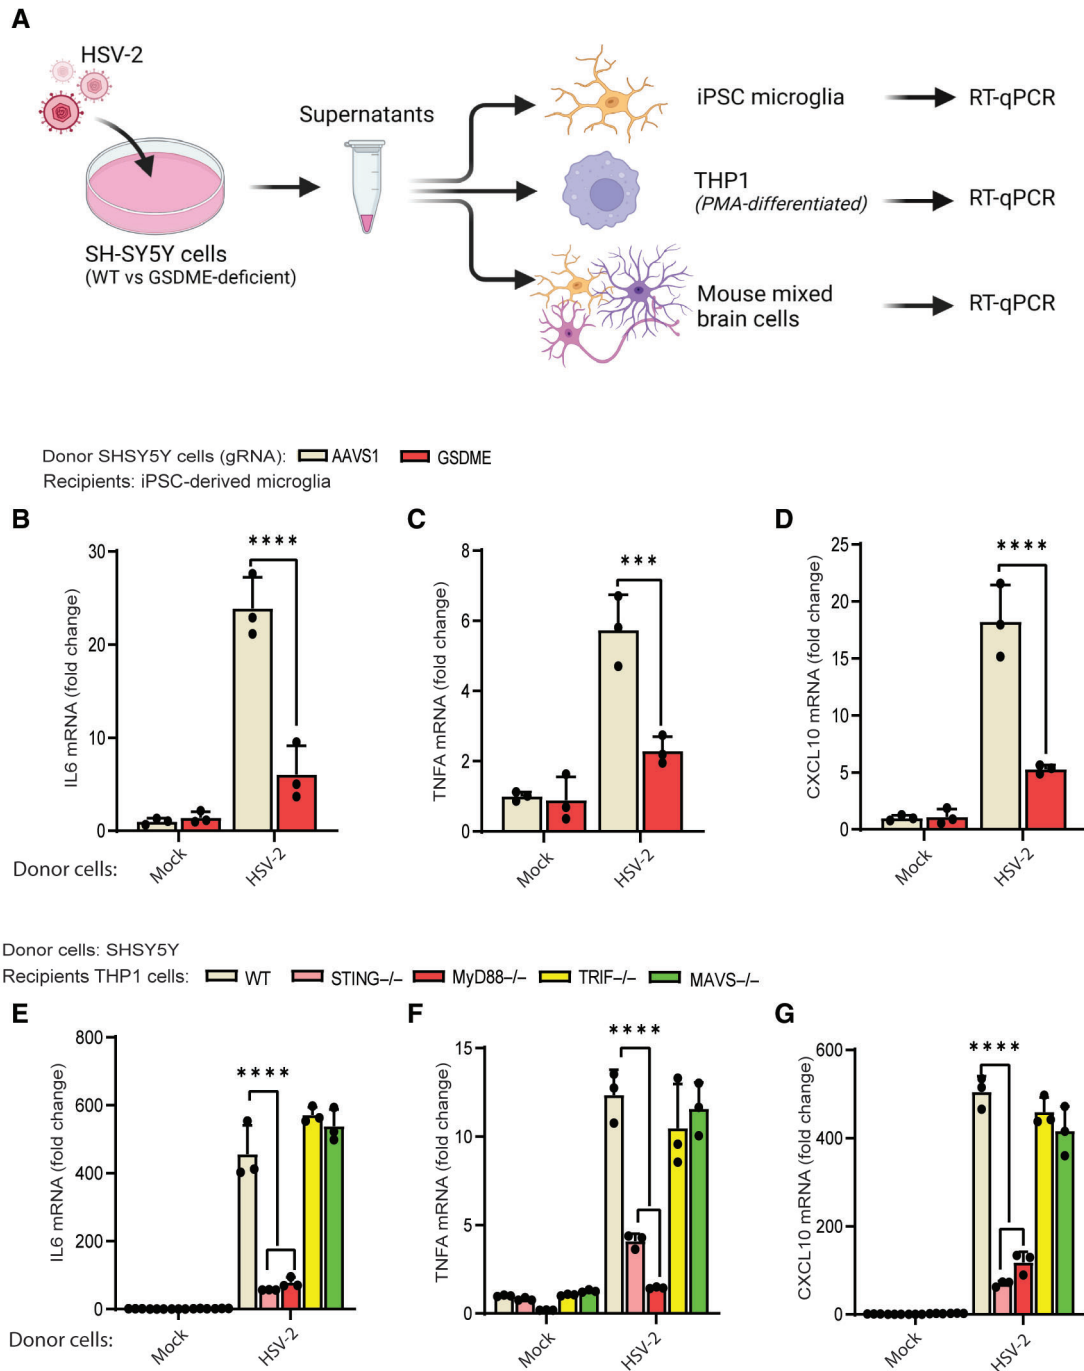 A
HSV-2
Supernatants
iPSC microglia
RT-qPCR
THP1
(PMA-differentiated)
RT-qPCR
SH-SY5Y cells
(WT vs GSDME-deficient)
Mouse mixed
brain cells
RT-qPCR
Donor SHSY5Y cells (gRNA): AAVS1 GSDME
Recipients: iPSC-derived microglia
B
IL6 mRNA (fold change)
30
20
10
0
****
Mock
HSV-2
C
TNFA mRNA (fold change)
8
6
4
2
0
***
Mock
HSV-2
D
CXCL10 mRNA (fold change)
25
20
15
10
5
0
****
Mock
HSV-2
Donor cells:
Donor cells: SHSY5Y
Recipients THP1 cells: WT STING–/– MyD88–/– TRIF–/– MAVS–/–
E
IL6 mRNA (fold change)
800
600
400
200
0
****
Mock
HSV-2
F
TNFA mRNA (fold change)
15
10
5
0
****
Mock
HSV-2
G
CXCL10 mRNA (fold change)
600
400
200
0
****
Mock
HSV-2
Donor cells: